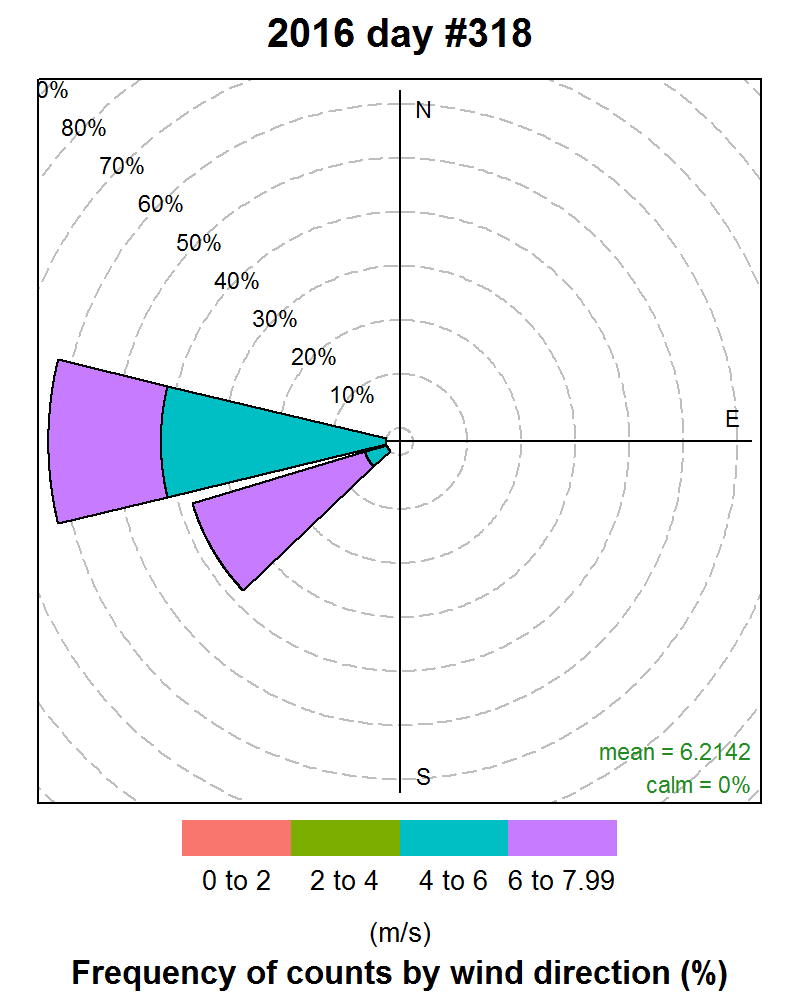 2016 day #318
0%
80%
70%
60%
50%
40%
30%
20%
10%
N
E
S
mean = 6.2142
calm = 0%
0 to 2 2 to 4 4 to 6 6 to 7.99
(m/s)
Frequency of counts by wind direction (%)